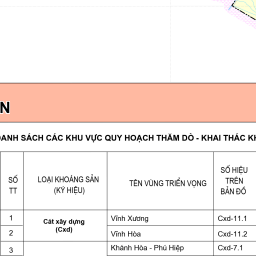 N
DANH SÁCH CÁC KHU VỰC QUY HOẠCH THĂM DÒ - KHAI THÁC
SỐ TT
LOẠI KHOÁNG SẢN (KÝ HIỆU)
TÊN VÙNG TRIỂN VỌNG
SỐ HIỆU TRÊN BẢN ĐỒ
1
Cát xây dựng (Cxd)
Vĩnh Xương
Cxd-11.1
2
Vĩnh Hòa
Cxd-11.2
3
Khánh Hòa - Phú Hiệp
Cxd-7.1